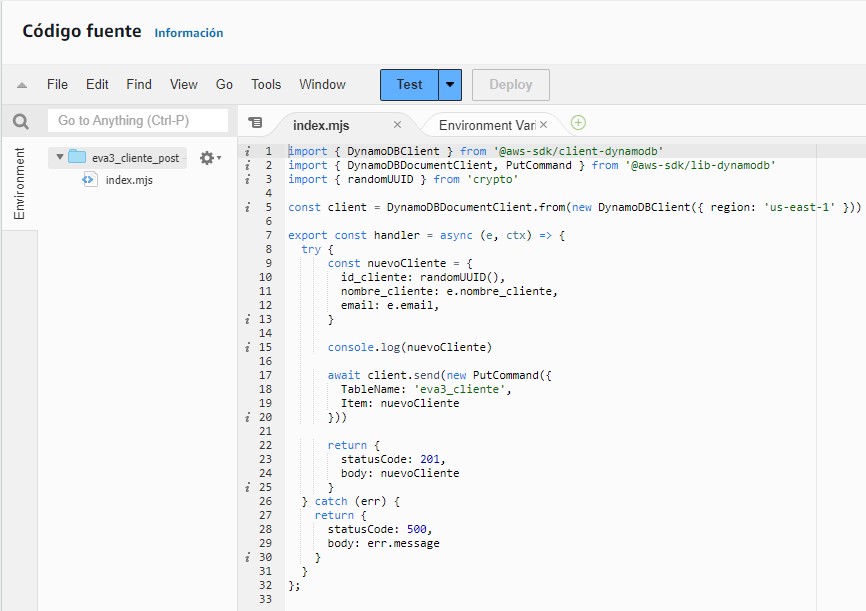 Código fuente Información
File Edit Find View Go Tools Window Test Deploy
Go to Anything (Ctrl-P)
index.mjs Environment Var
Environment
eva3_cliente_post
index.mjs
1 import { DynamoDBClient } from '@aws-sdk/client-dynamodb'
2 import { DynamoDBDocumentClient, PutCommand } from '@aws-sdk/lib-dynamodb'
3 import { randomUUID } from 'crypto'
4
5 const client = DynamoDBDocumentClient.from(new DynamoDBClient({ region: 'us-east-1' }))
6
7 export const handler = async (e, ctx) => {
8   try {
9       const nuevoCliente = {
10         id_cliente: randomUUID(),
11         nombre_cliente: e.nombre_cliente,
12         email: e.email,
13       }
14
15       console.log(nuevoCliente)
16
17       await client.send(new PutCommand({
18         TableName: 'eva3_cliente',
19         Item: nuevoCliente
20       }))
21
22       return {
23         statusCode: 201,
24         body: nuevoCliente
25       }
26   } catch (err) {
27     return {
28       statusCode: 500,
29       body: err.message
30     }
31   }
32 };
33